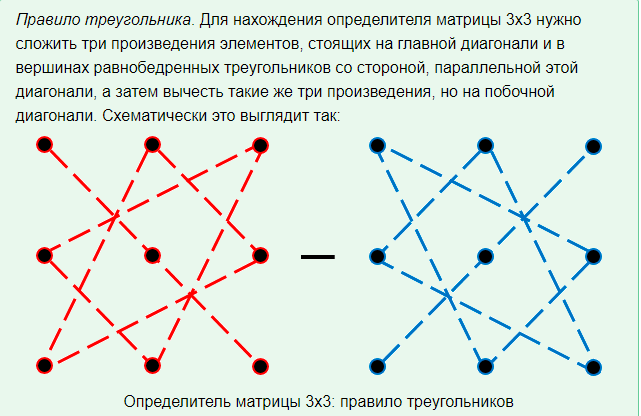 Правило треугольника. Для нахождения определителя матрицы 3х3 нужно
сложить три произведения элементов, стоящих на главной диагонали и в
вершинах равнобедренных треугольников со стороной, параллельной этой
диагонали, а затем вычесть такие же три произведения, но на побочной
диагонали. Схематически это выглядит так:
Определитель матрицы 3х3: правило треугольников